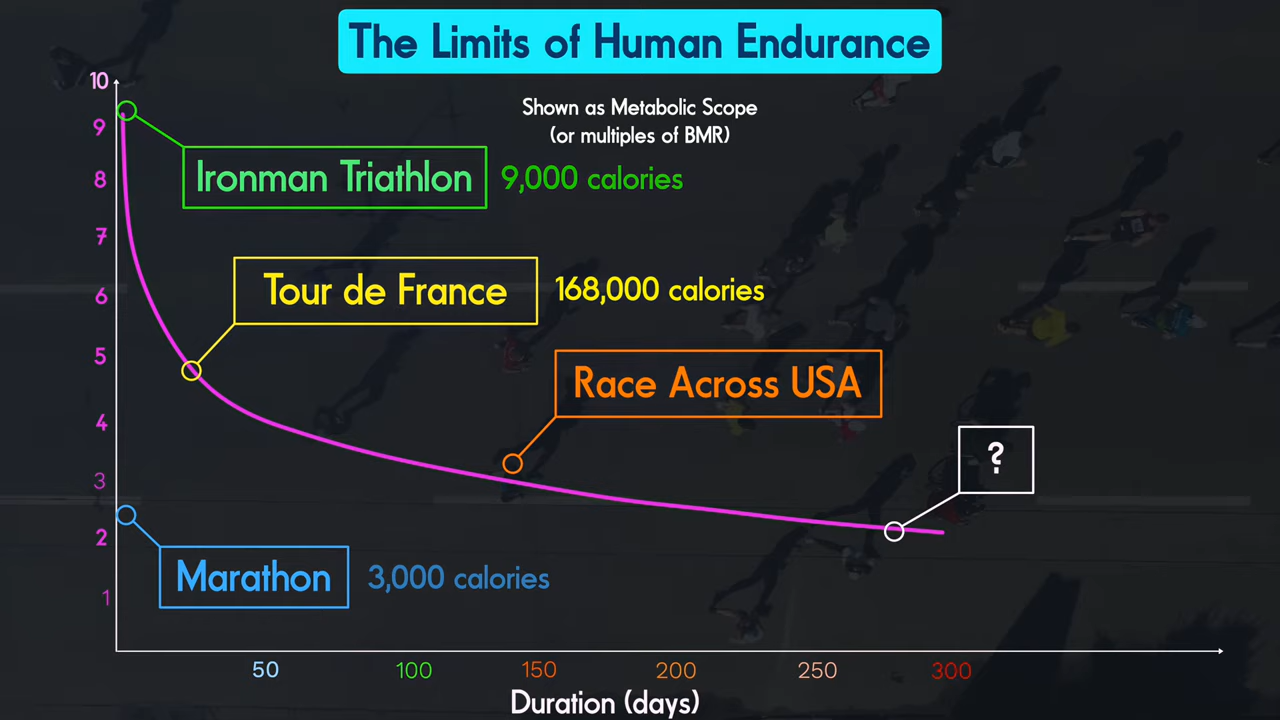 The Limits of Human Endurance
Shown as Metabolic Scope
(or multiples of BMR)
10
9
8
7
6
5
4
3
2
1
Ironman Triathlon 9,000 calories
Tour de France 168,000 calories
Race Across USA
?
Marathon 3,000 calories
50 100 150 200 250 300
Duration (days)